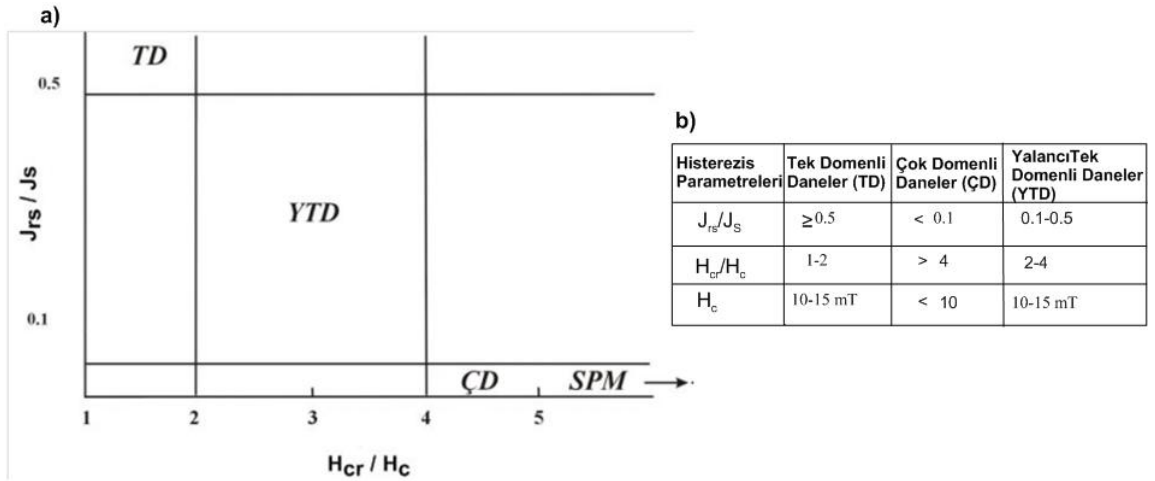 a)
TD
0.5
Jrs / Js
YTD
0.1
ÇD
SPM
1
2
3
4
5
Hcr / Hc
b)
Histerezis Parametreleri
Tek Domenli Daneler (TD)
Çok Domenli Daneler (ÇD)
YalancıTek Domenli Daneler (YTD)
Jrs/JS
≥0.5
< 0.1
0.1-0.5
Hcr/Hc
1-2
> 4
2-4
Hc
10-15 mT
< 10
10-15 mT